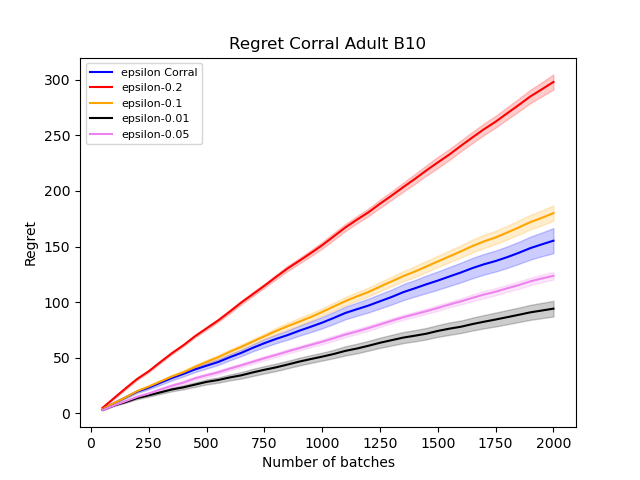 Regret Corral Adult B10
epsilon Corral
epsilon-0.2
epsilon-0.1
epsilon-0.01
epsilon-0.05
Regret
300
250
200
150
100
50
0
0 250 500 750 1000 1250 1500 1750 2000
Number of batches